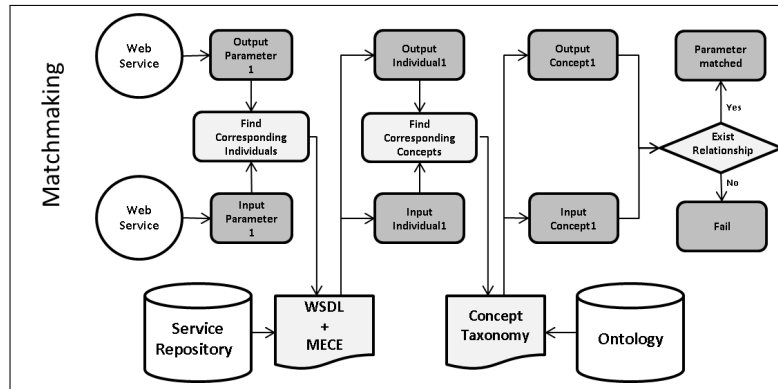 Matchmaking
Web
Service
Output
Parameter
1
Output
Individual1
Output
Concept1
Parameter
matched
Yes
Find
Corresponding
Individuals
Find
Corresponding
Concepts
Exist
Relationship
No
Web
Service
Input
Parameter
1
Input
Individual1
Input
Concept1
Fail
Service
Repository
WSDL
+
MECE
Concept
Taxonomy
Ontology